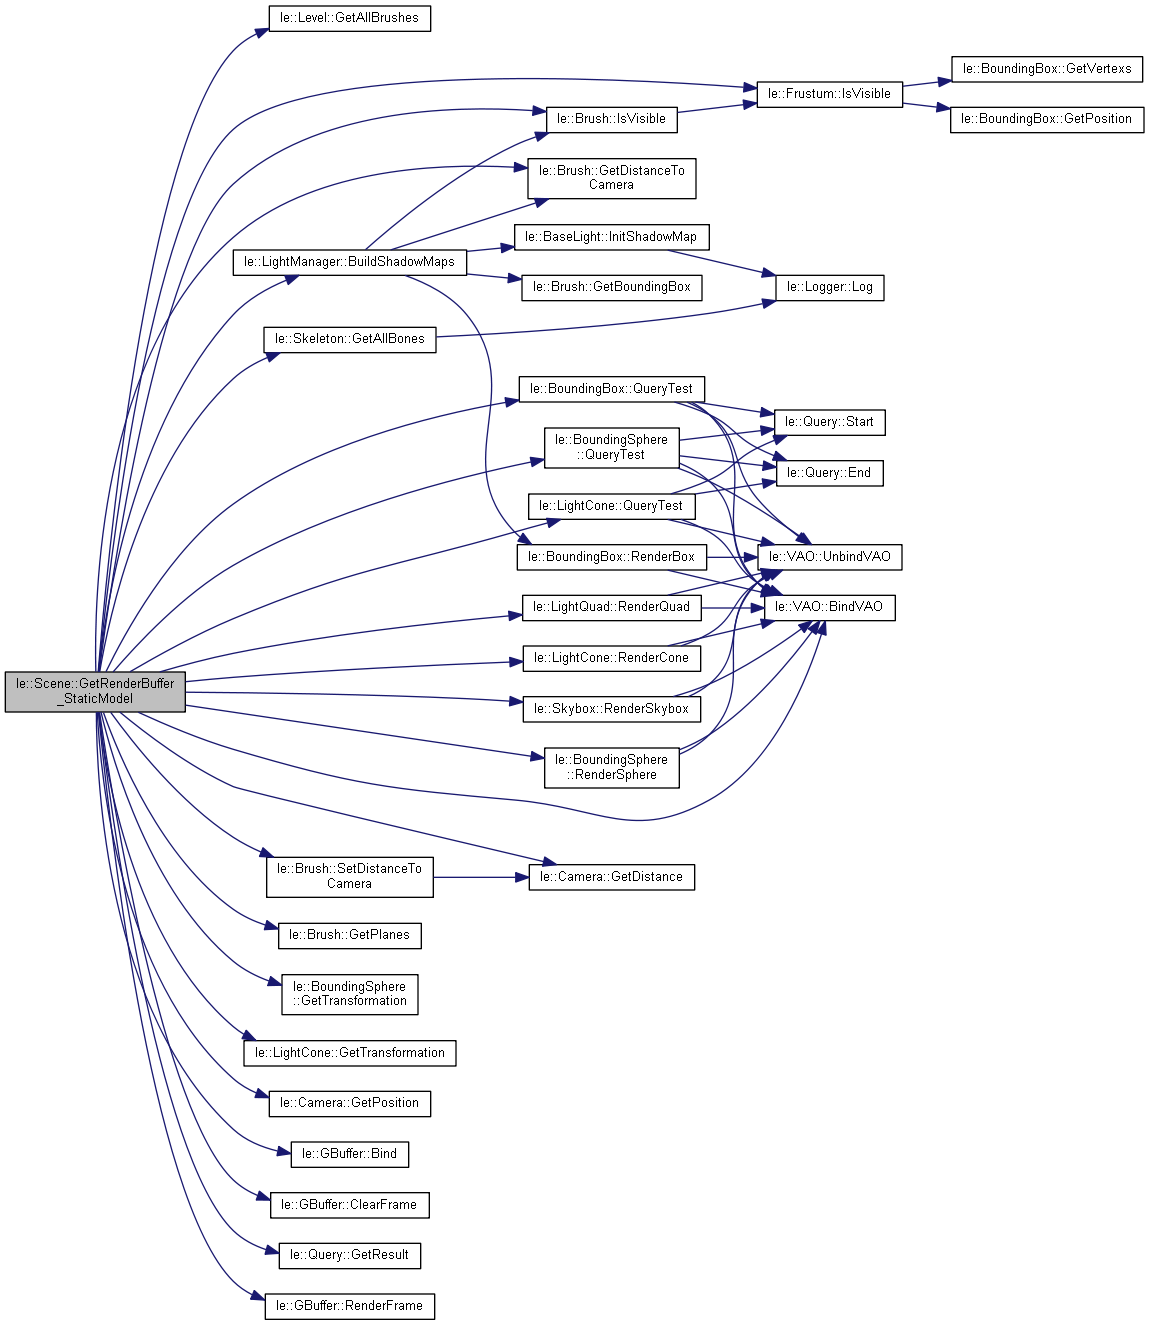 le::Level::GetAllBrushes
le::BoundingBox::GetVertexs
le::Frustum::IsVisible
le::Brush::IsVisible
le::BoundingBox::GetPosition
le::Brush::GetDistanceTo
Camera
le::BaseLight::InitShadowMap
le::LightManager::BuildShadowMaps
le::Brush::GetBoundingBox
le::Logger::Log
le::Skeleton::GetAllBones
le::BoundingBox::QueryTest
le::Query::Start
le::BoundingSphere
::QueryTest
le::Query::End
le::LightCone::QueryTest
le::BoundingBox::RenderBox
le::VAO::UnbindVAO
le::LightQuad::RenderQuad
le::VAO::BindVAO
le::LightCone::RenderCone
le::Scene::GetRenderBuffer
_StaticModel
le::Skybox::RenderSkybox
le::BoundingSphere
::RenderSphere
le::Brush::SetDistanceTo
Camera
le::Camera::GetDistance
le::Brush::GetPlanes
le::BoundingSphere
::GetTransformation
le::LightCone::GetTransformation
le::Camera::GetPosition
le::GBuffer::Bind
le::GBuffer::ClearFrame
le::Query::GetResult
le::GBuffer::RenderFrame